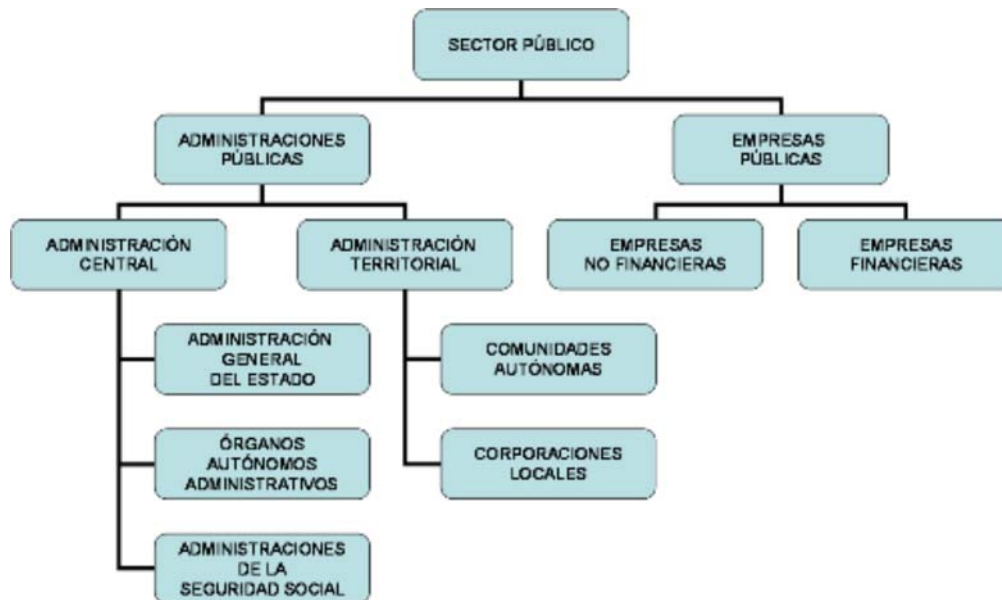 SECTOR PÚBLICO
ADMINISTRACIONES
PÚBLICAS
EMPRESAS
PÚBLICAS
ADMINISTRACIÓN
CENTRAL
ADMINISTRACIÓN
TERRITORIAL
EMPRESAS
NO FINANCIERAS
EMPRESAS
FINANCIERAS
ADMINISTRACIÓN
GENERAL
DEL ESTADO
COMUNIDADES
AUTÓNOMAS
ÓRGANOS
AUTÓNOMOS
ADMINISTRATIVOS
CORPORACIONES
LOCALES
ADMINISTRACIONES
DE LA
SEGURIDAD SOCIAL